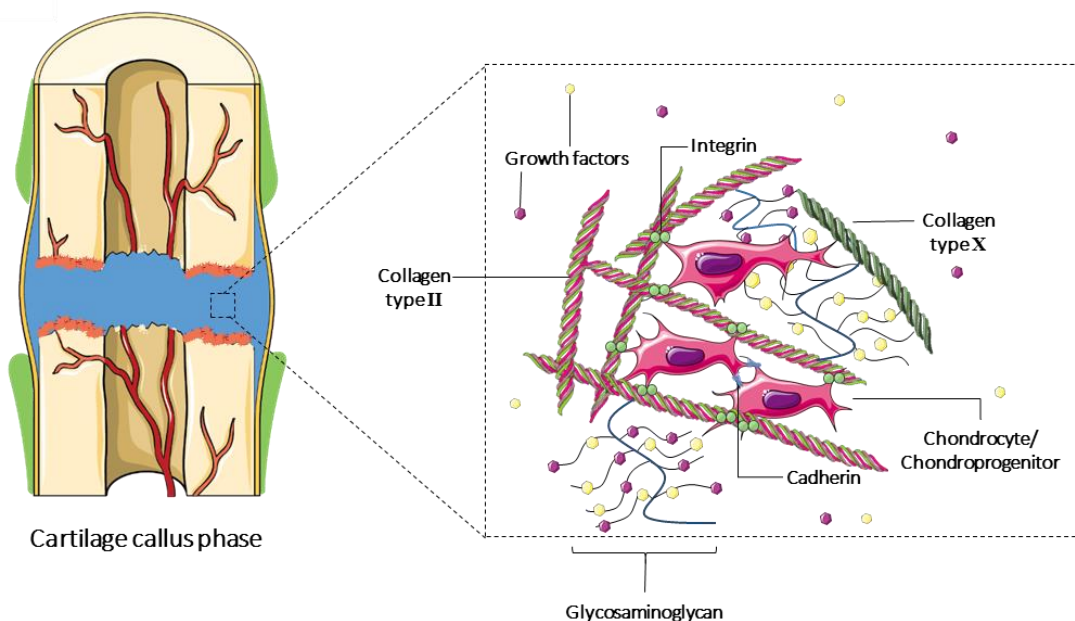 Growth factors
Integrin
Collagen
type X
Collagen
type II
Chondrocyte/
Chondroprogenitor
Cadherin
Cartilage callus phase
Glycosaminoglycan